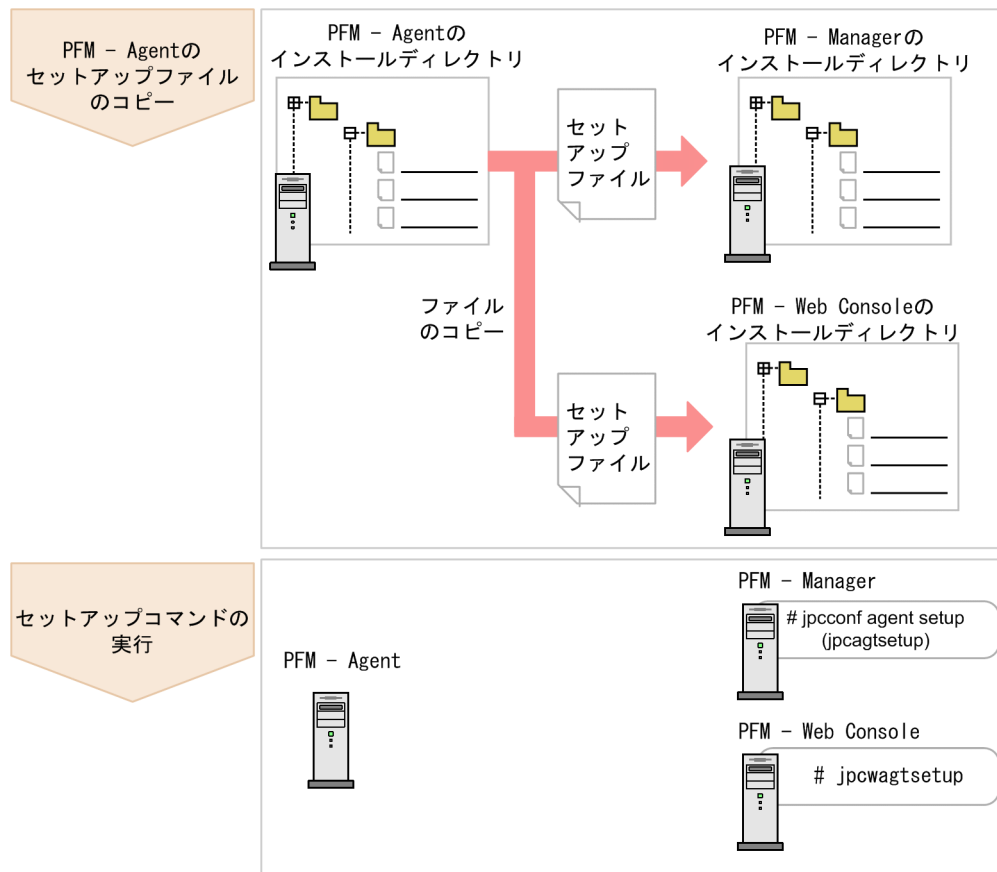 PFM － Agentの
セットアップファイル
のコピー
PFM － Agentの
インストールディレクトリ
PFM － Managerの
インストールディレクトリ
セット
アップ
ファイル
ファイル
のコピー
PFM － Web Consoleの
インストールディレクトリ
セット
アップ
ファイル
セットアップコマンドの
実行
PFM － Agent
PFM － Manager
# jpcconf agent setup
(jpcagtsetup)
PFM － Web Console
# jpcwagtsetup